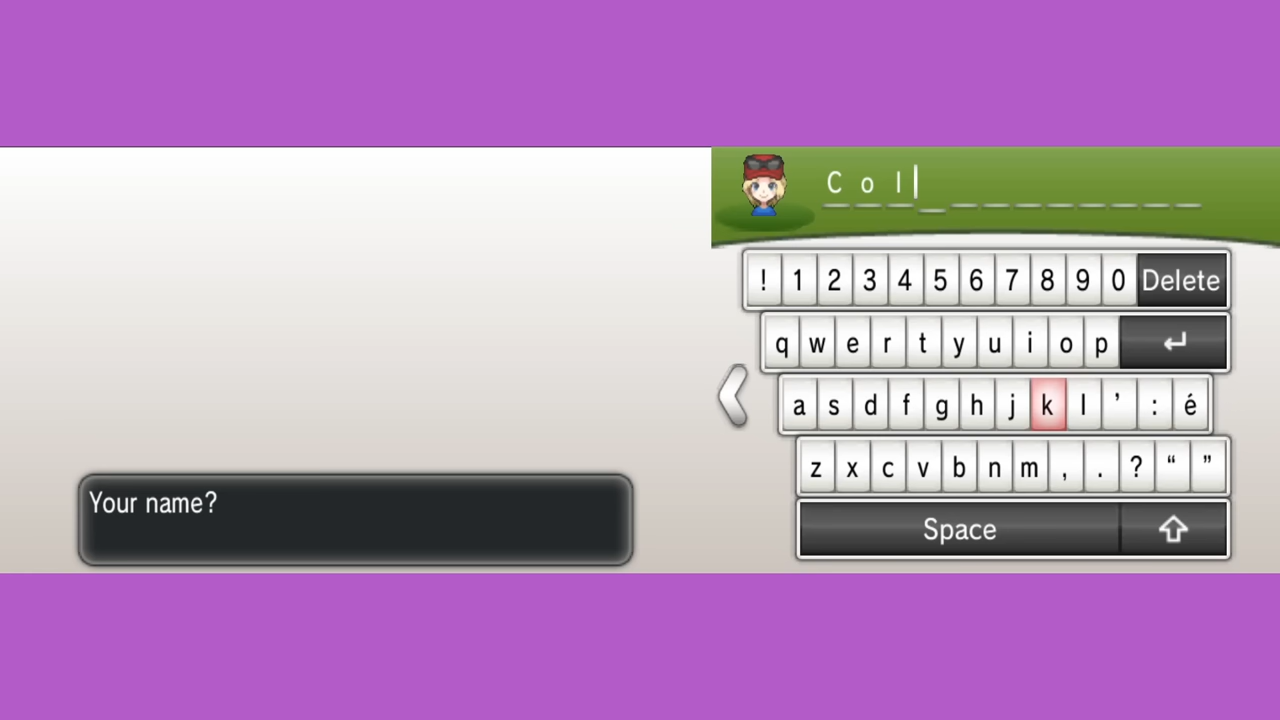 Your name?
Col
! 1 2 3 4 5 6 7 8 9 0 Delete
q w e r t y u i o p ↵
a s d f g h j k l ’ : é
z x c v b n m , . ? “ ”
Space ⇧